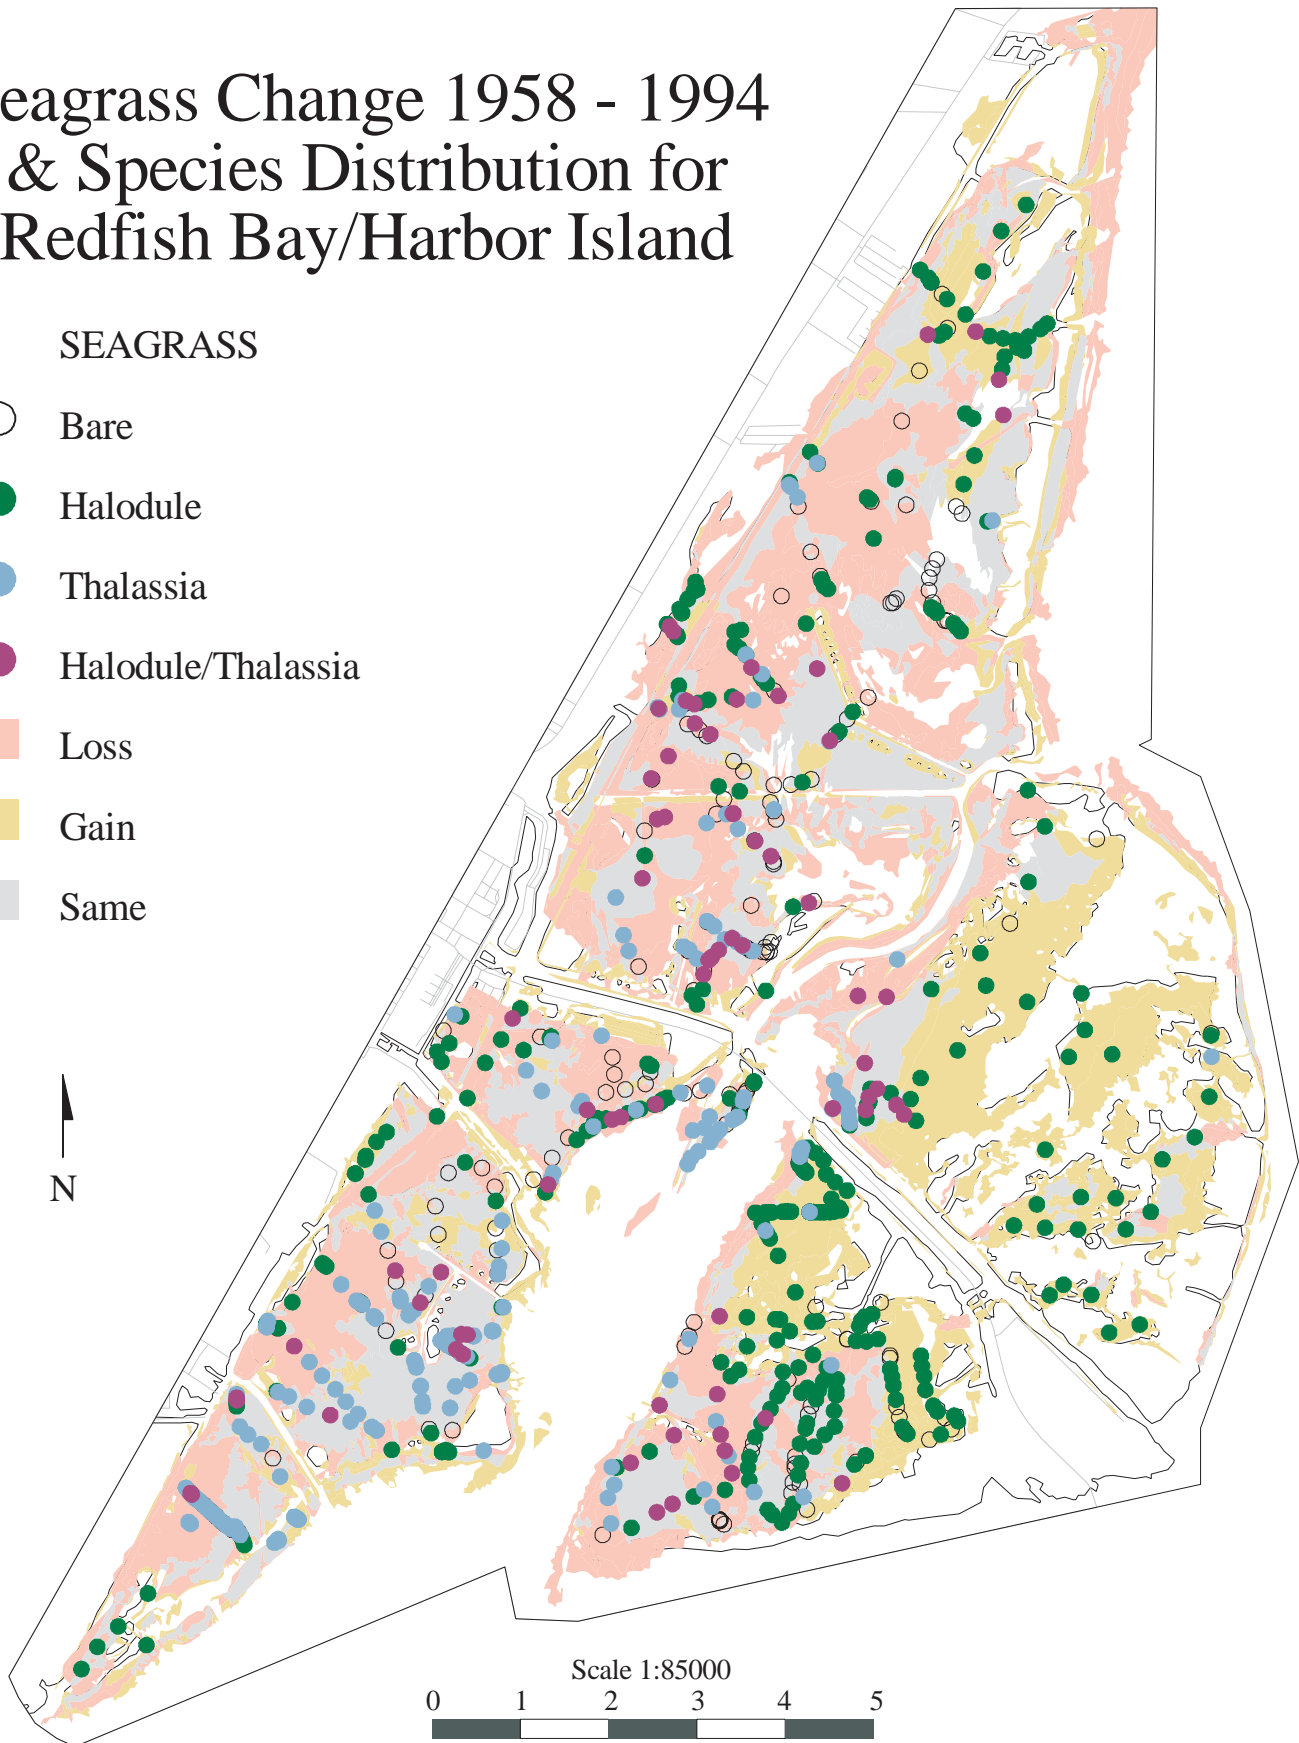 eagrass Change 1958 - 1994
& Species Distribution for
Redfish Bay/Harbor Island
SEAGRASS
Bare
Halodule
Thalassia
Halodule/Thalassia
Loss
Gain
Same
N
Scale 1:85000
0 1 2 3 4 5